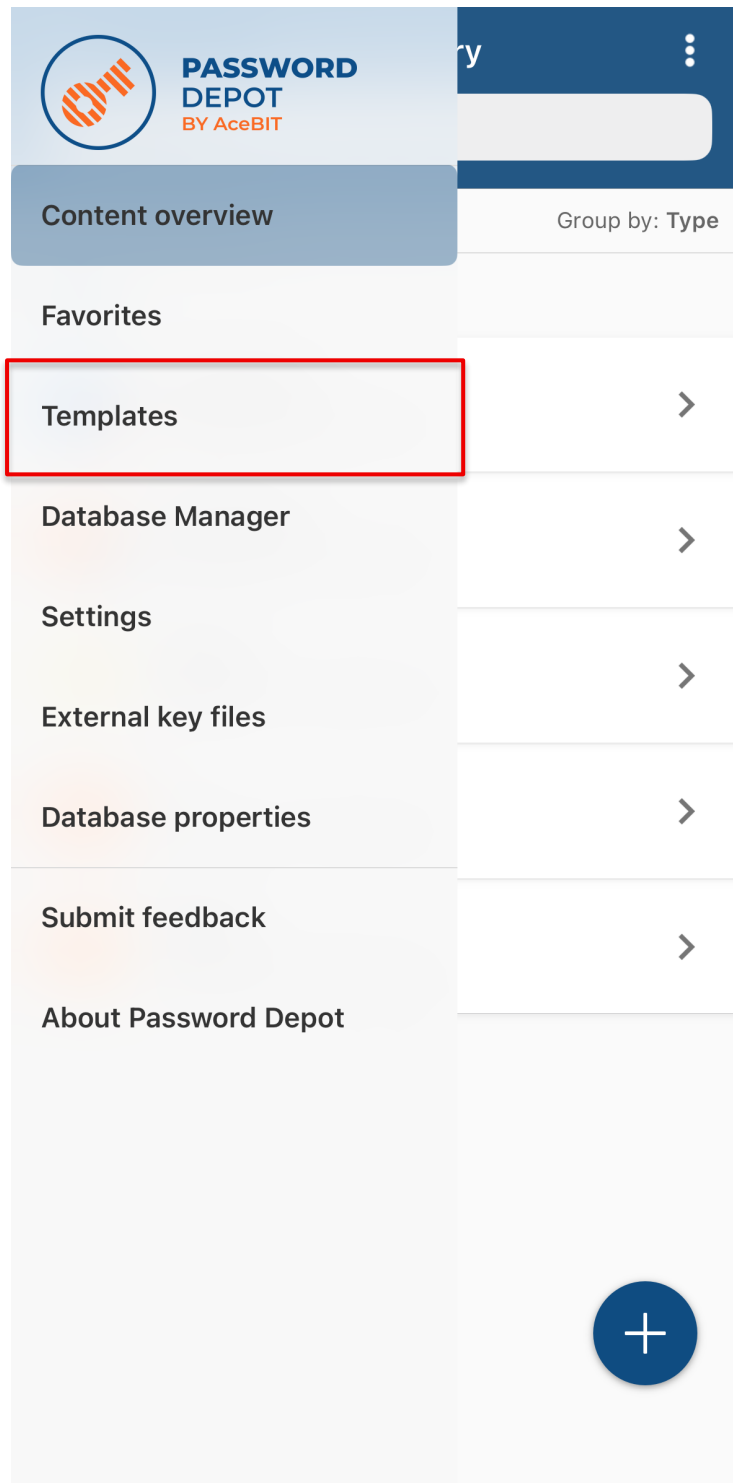 PASSWORD
DEPOT
BY AceBIT
ry
Content overview
Group by: Type
Favorites
Templates
Database Manager
Settings
External key files
Database properties
Submit feedback
About Password Depot